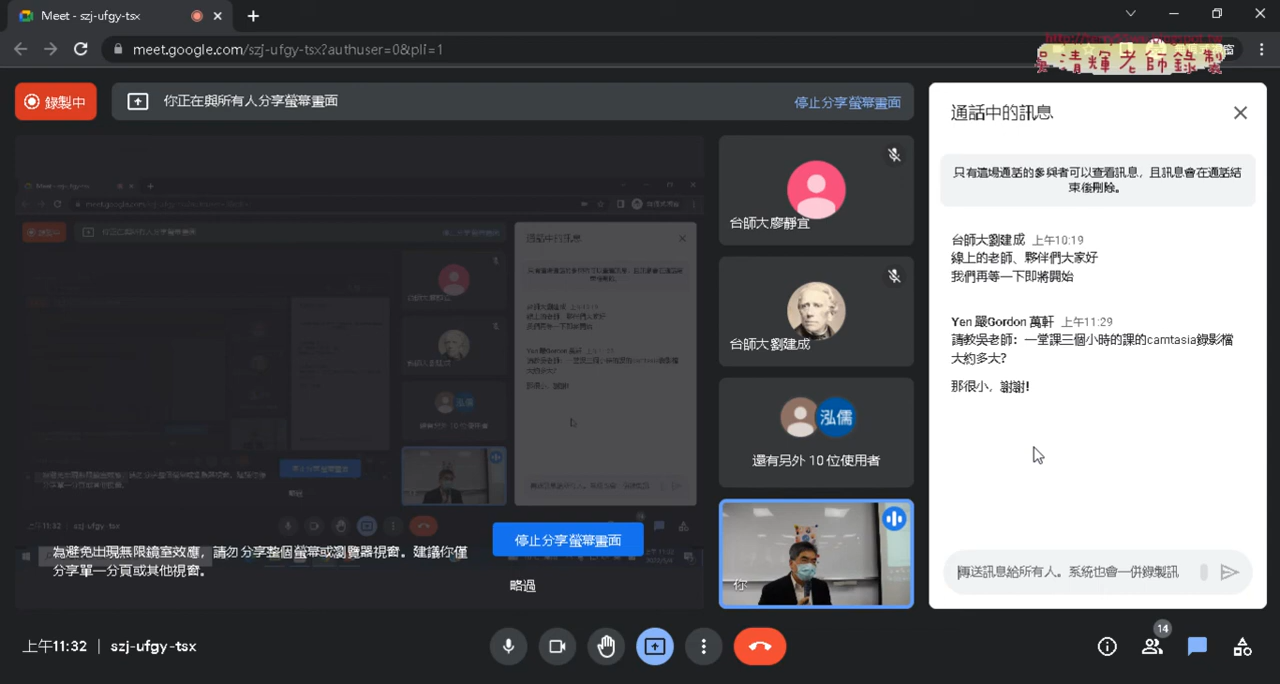 Meet - szj-ufgy-tsx
meet.google.com/szj-ufgy-tsx?authuser=0&pli=1
吳清輝老師錄製
錄製中
你正在與所有人分享螢幕畫面
停止分享螢幕畫面
通話中的訊息
只有這場通話的參與者可以查看訊息，且訊息會在通話結
束後刪除。
台師大劉建成 上午10:19
線上的老師、夥伴們大家好
我們再等一下即將開始
Yen 嚴Gordon 萬軒 上午11:29
請教吳老師：一堂課三個小時的課的camtasia錄影檔
大約多大?
那很小，謝謝!
傳送訊息給所有人。系統也會一併錄製訊
台師大廖靜宜
台師大劉建成
泓儒
還有另外 10 位使用者
你
為避免出現無限鏡室效應，請勿分享整個螢幕或瀏覽器視窗。建議你僅
分享單一分頁或其他視窗。
停止分享螢幕畫面
略過
上午11:32 | szj-ufgy-tsx
14